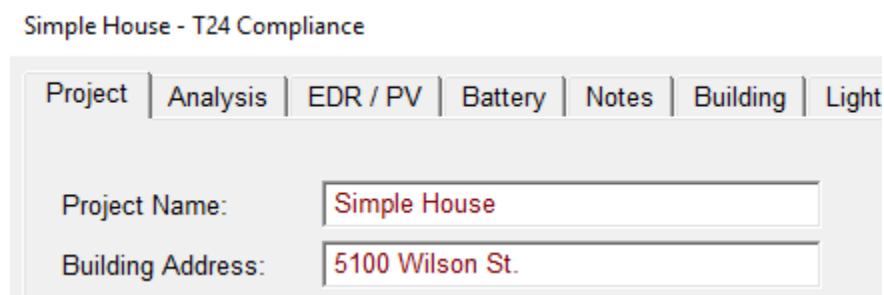 Simple House - T24 Compliance
Project Analysis EDR / PV Battery Notes Building Light
Project Name: Simple House
Building Address: 5100 Wilson St.